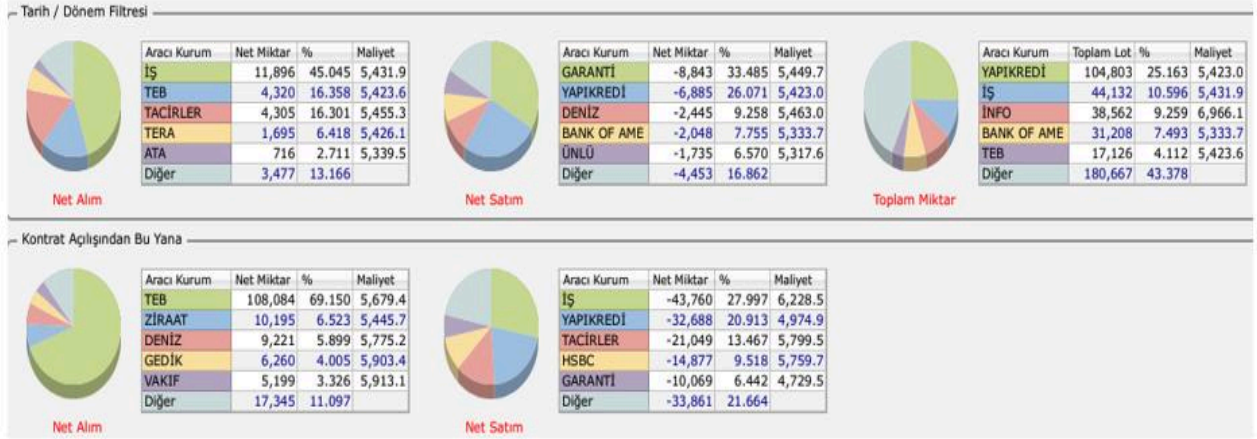 Tarih / Dönem Filtresi
Aracı Kurum Net Miktar % Maliyet
İŞ 11,896 45.045 5,431.9
TEB 4,320 16.358 5,423.6
TACİRLER 4,305 16.301 5,455.3
TERA 1,695 6.418 5,426.1
ATA 716 2.711 5,339.5
Diğer 3,477 13.166
Net Alım
Aracı Kurum Net Miktar % Maliyet
GARANTİ -8,843 33.485 5,449.7
YAPIKREDİ -6,885 26.071 5,423.0
DENİZ -2,445 9.258 5,463.0
BANK OF AME -2,048 7.755 5,333.7
ÜNLÜ -1,735 6.570 5,317.6
Diğer -4,453 16.862
Net Satım
Aracı Kurum Toplam Lot % Maliyet
YAPIKREDİ 104,803 25.163 5,423.0
İŞ 44,132 10.596 5,431.9
İNFO 38,562 9.259 6,966.1
BANK OF AME 31,208 7.493 5,333.7
TEB 17,126 4.112 5,423.6
Diğer 180,667 43.378
Toplam Miktar
Kontrat Açılışından Bu Yana
Aracı Kurum Net Miktar % Maliyet
TEB 108,084 69.150 5,679.4
ZİRAAT 10,195 6.523 5,445.7
DENİZ 9,221 5.899 5,775.2
GEDİK 6,260 4.005 5,903.4
VAKIF 5,199 3.326 5,913.1
Diğer 17,345 11.097
Net Alım
Aracı Kurum Net Miktar % Maliyet
İŞ -43,760 27.997 6,228.5
YAPIKREDİ -32,688 20.913 4,974.9
TACİRLER -21,049 13.467 5,799.5
HSBC -14,877 9.518 5,759.7
GARANTİ -10,069 6.442 4,729.5
Diğer -33,861 21.664
Net Satım